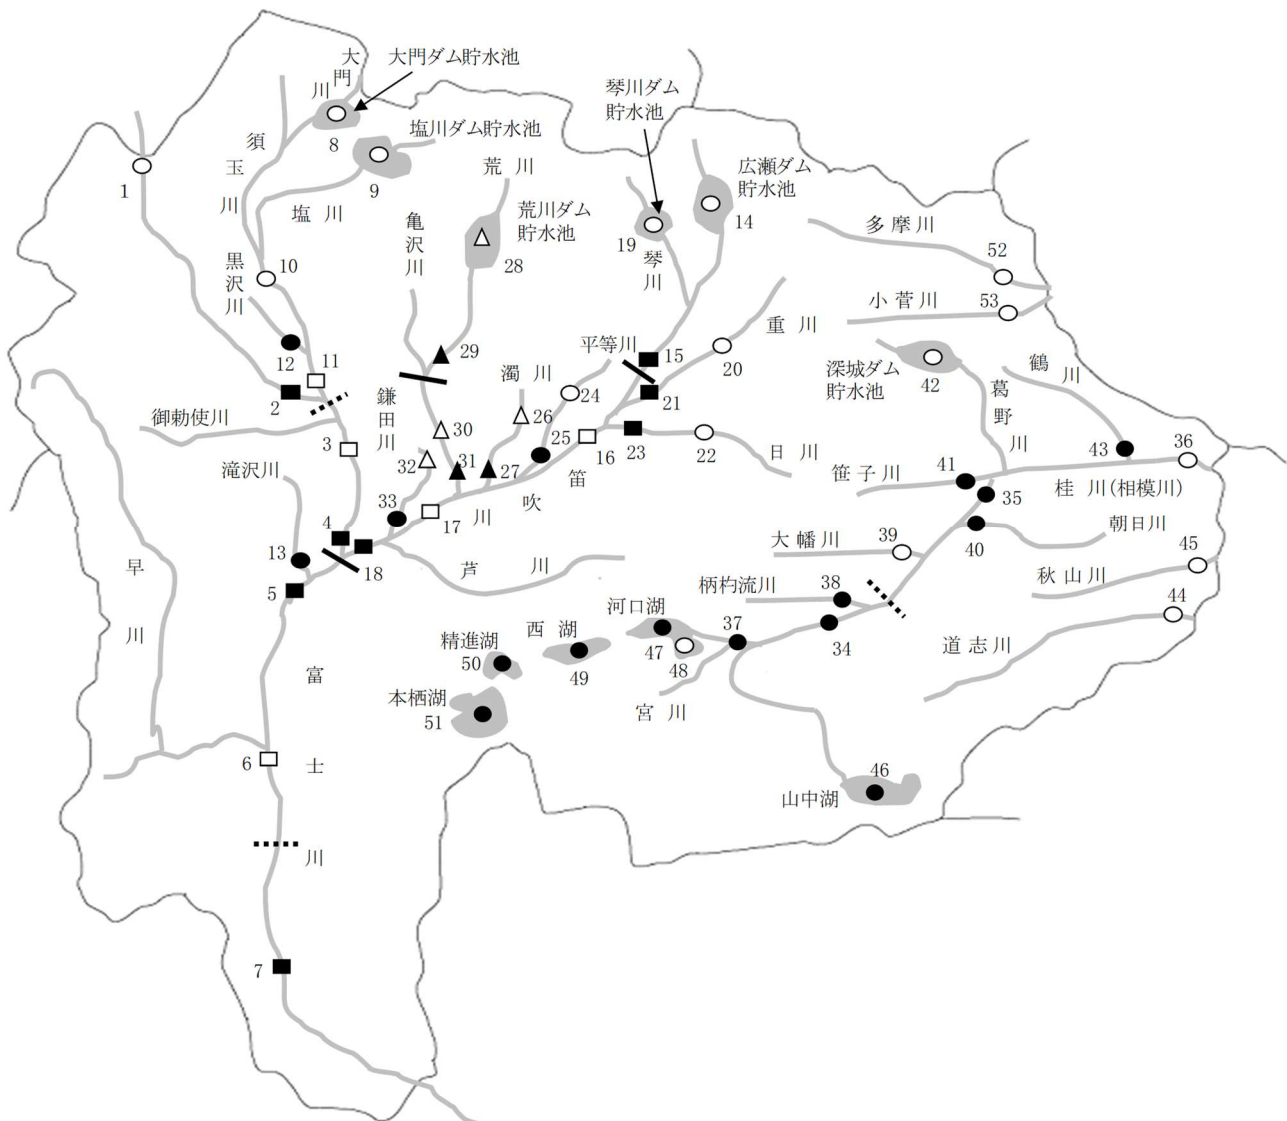 大門川
大門ダム貯水池
8
塩川ダム貯水池
9
須玉川
塩川
1
荒川
荒川ダム
貯水池
28
亀沢川
琴川ダム
貯水池
19
琴川
広瀬ダム
貯水池
14
多摩川
52
小菅川
53
黒沢川
10
12
11
2
御勅使川
3
滝沢川
鎌田川
29
30
31
32
33
濁川
26
27
24
25
平等川
15
21
重川
20
16
23
22
日川
笛吹川
17
18
4
13
5
芦川
深城ダム
貯水池
42
葛野川
鶴川
43
36
笹子川
41
35
桂川(相模川)
40
朝日川
大幡川
39
柄杓流川
38
秋山川
45
44
道志川
34
37
河口湖
47
48
西湖
49
精進湖
50
本栖湖
51
宮川
46
山中湖
早川
富士川
6
7